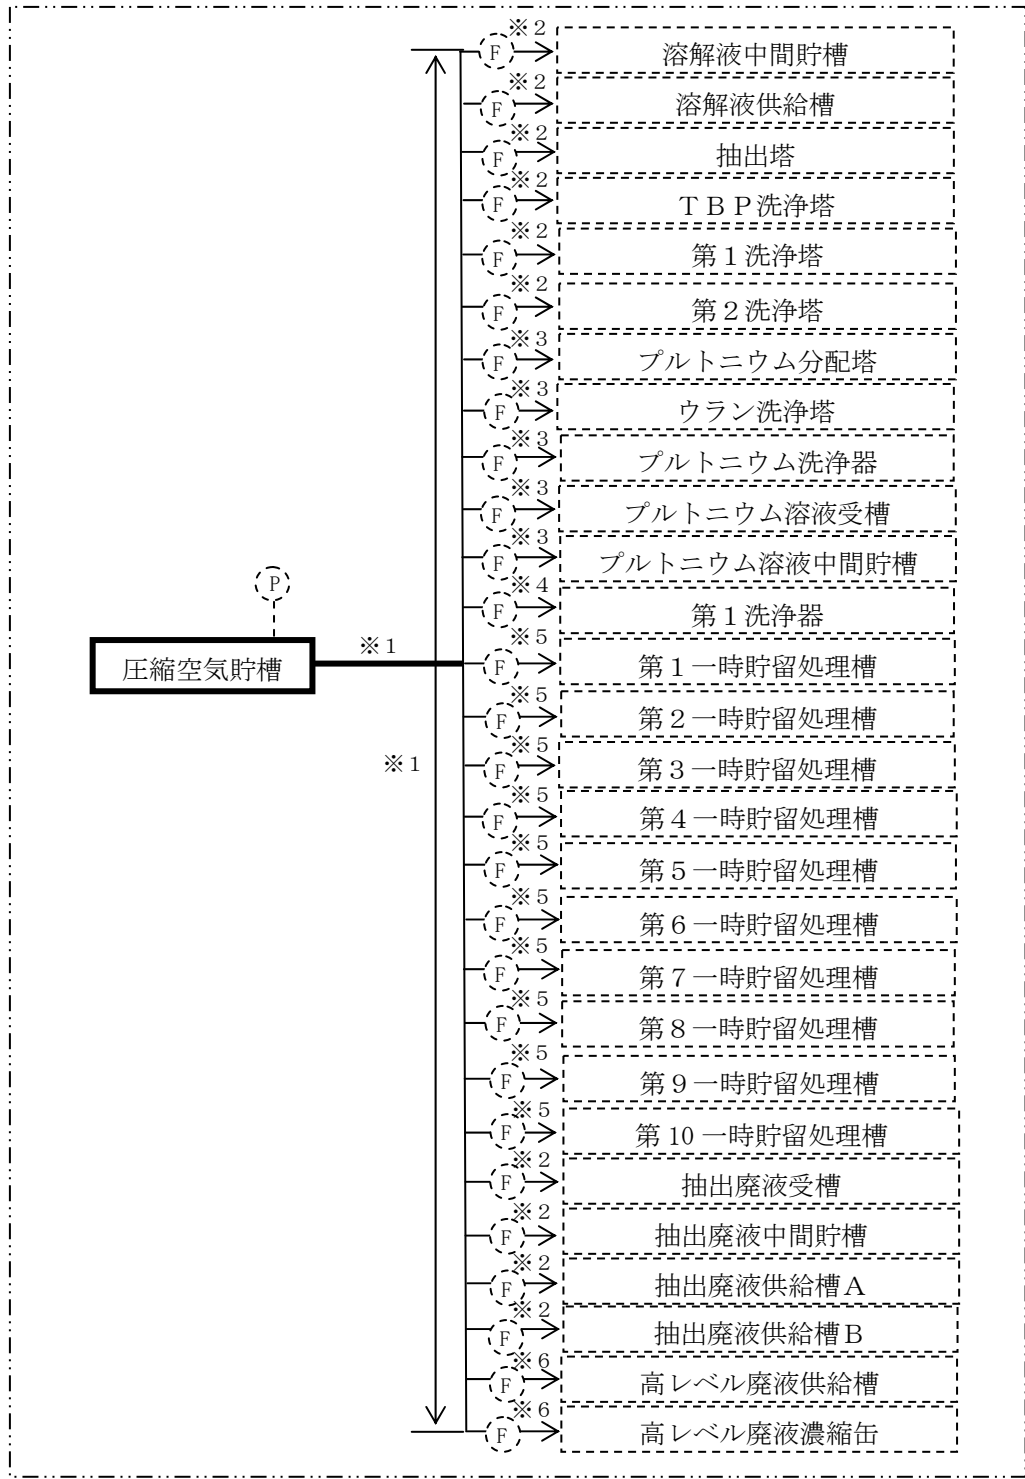 ※2
F
溶解液中間貯槽
※2
F
溶解液供給槽
※2
F
抽出塔
※2
F
ＴＢＰ洗浄塔
※2
F
第１洗浄塔
※2
F
第２洗浄塔
※3
F
プルトニウム分配塔
※3
F
ウラン洗浄塔
※3
F
プルトニウム洗浄器
※3
F
プルトニウム溶液受槽
※3
F
プルトニウム溶液中間貯槽
※4
F
第１洗浄器
P
圧縮空気貯槽
※1
※1
※5
F
第１一時貯留処理槽
※5
F
第２一時貯留処理槽
※5
F
第３一時貯留処理槽
※5
F
第４一時貯留処理槽
※5
F
第５一時貯留処理槽
※5
F
第６一時貯留処理槽
※5
F
第７一時貯留処理槽
※5
F
第８一時貯留処理槽
※5
F
第９一時貯留処理槽
※5
F
第10一時貯留処理槽
※2
F
抽出廃液受槽
※2
F
抽出廃液中間貯槽
※2
F
抽出廃液供給槽Ａ
※2
F
抽出廃液供給槽Ｂ
※6
F
高レベル廃液供給槽
※6
F
高レベル廃液濃縮缶